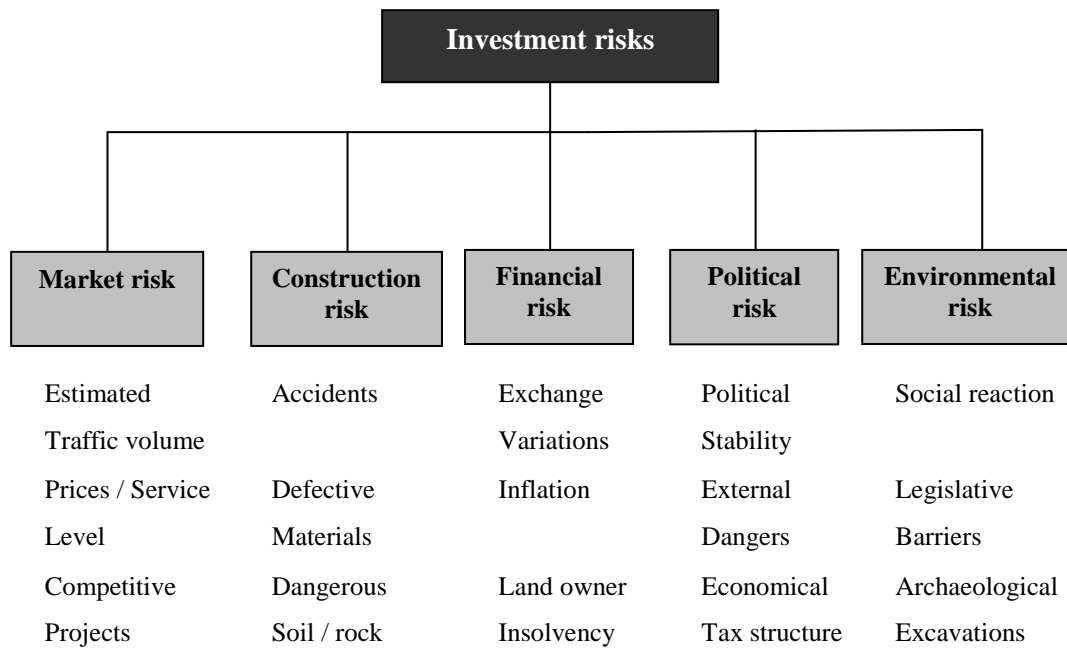 Investment risks
Market risk
Construction
risk
Financial
risk
Political
risk
Environmental
risk
Estimated
Traffic volume
Prices / Service
Level
Competitive
Projects
Accidents
Defective
Materials
Dangerous
Soil / rock
Exchange
Variations
Inflation
Land owner
Insolvency
Political
Stability
External
Dangers
Economical
Tax structure
Social reaction
Legislative
Barriers
Archaeological
Excavations